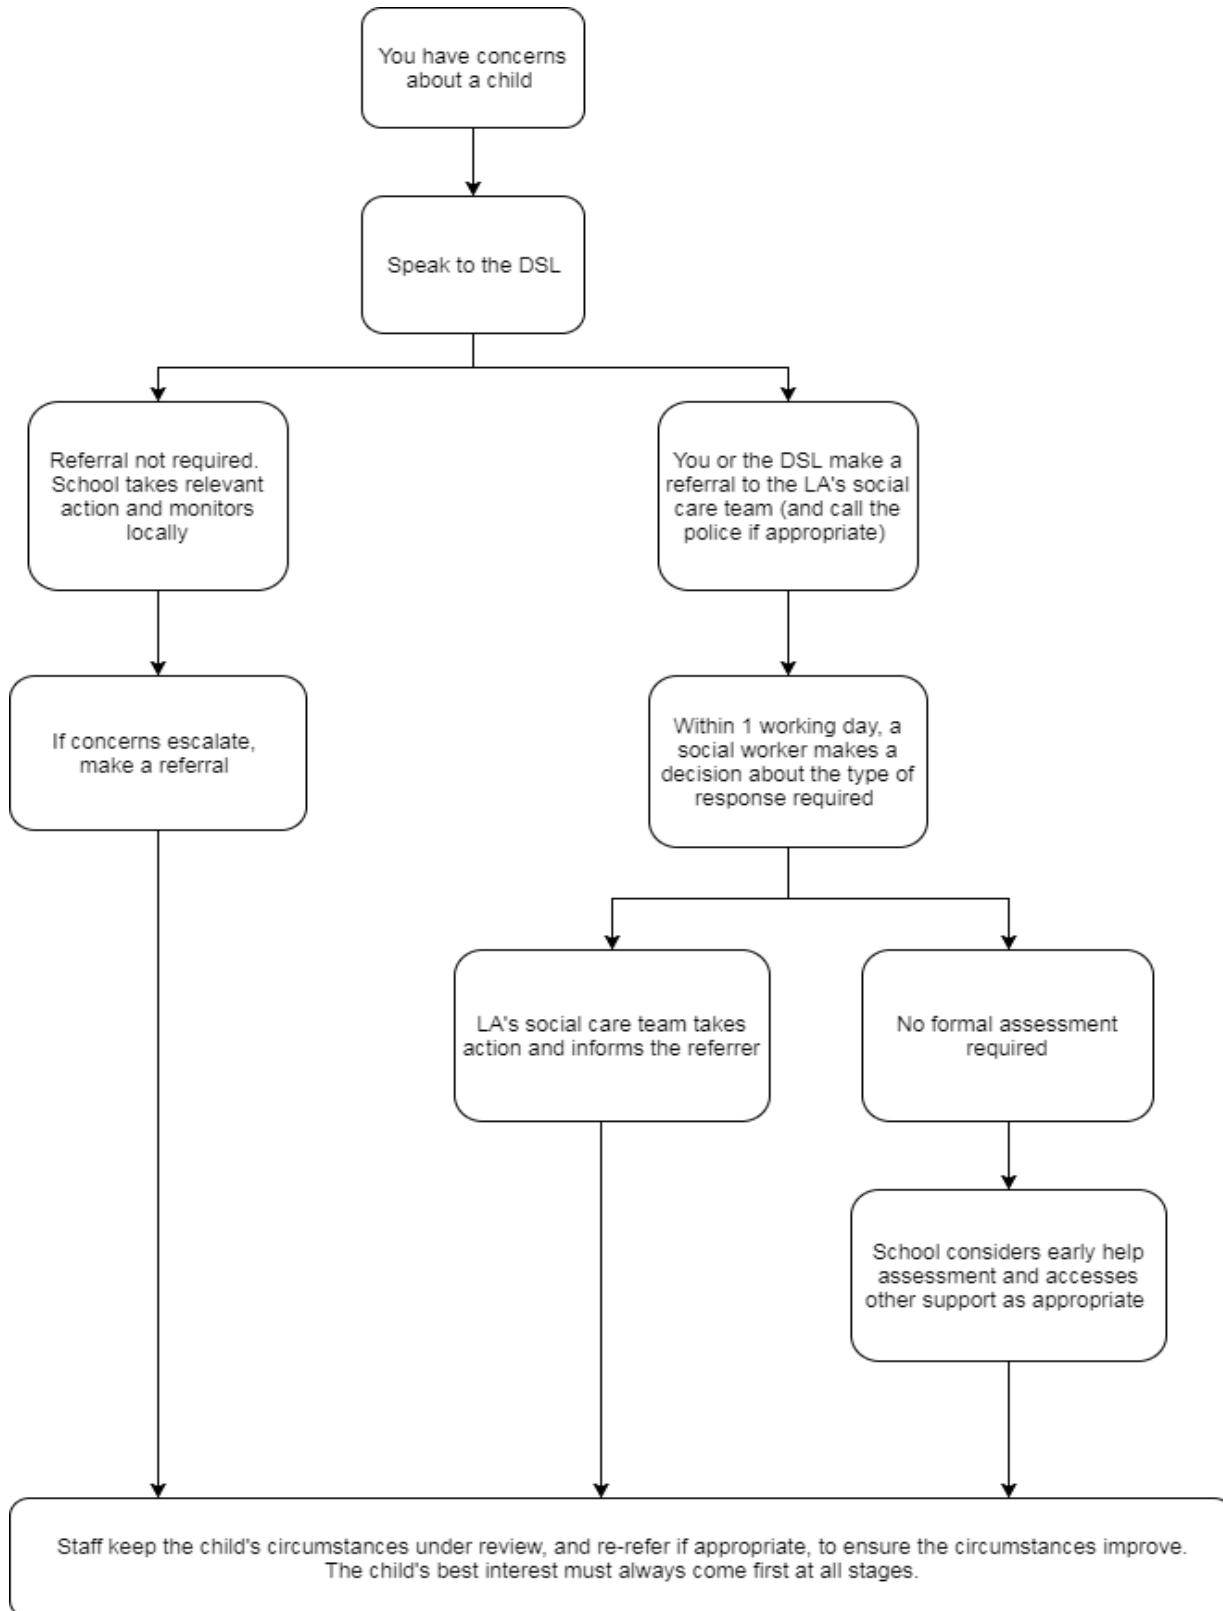 You have concerns
about a child
Speak to the DSL
Referral not required.
School takes relevant
action and monitors
locally
You or the DSL make a
referral to the LA's social
care team (and call the
police if appropriate)
If concerns escalate,
make a referral
Within 1 working day, a
social worker makes a
decision about the type of
response required
LA's social care team takes
action and informs the referrer
No formal assessment
required
School considers early help
assessment and accesses
other support as appropriate
Staff keep the child's circumstances under review, and re-refer if appropriate, to ensure the circumstances improve.
The child's best interest must always come first at all stages.